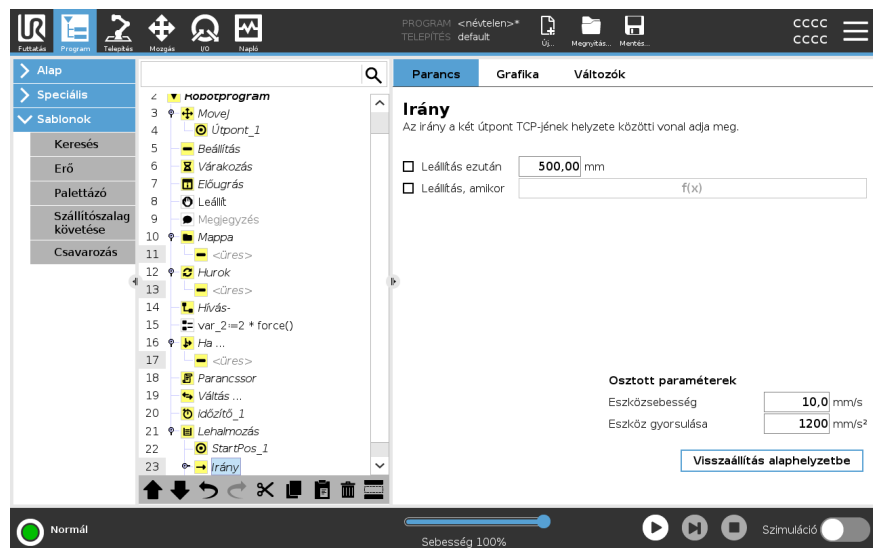 UR
Futtatás Program Telepítés Mozgás I/O Napló
PROGRAM <névtelen>*
TELEPÍTÉS default
Új... Megnyitás... Mentés...
CCCC
CCCC
Alap
Speciális
Sablonok
Keresés
Erő
Palettázó
Szállítószalag
követése
Csavarozás
2 Robotprogram
3 MoveJ
4 Útpont_1
5 Beállítás
6 Várakozás
7 Előugrás
8 Leállít
9 Megjegyzés
10 Mappa
11 <üres>
12 Hurok
13 <üres>
14 Hívás-
15 var_2:=2 * force()
16 Ha ...
17 <üres>
18 Parancssor
19 Váltás ...
20 időzítő_1
21 Lehalmozás
22 StartPos_1
23 Irány
Parancs Grafika Változók
Irány
Az irány a két útpont TCP-jének helyzete közötti vonal adja meg.
Leállítás ezután 500,00 mm
Leállítás, amikor f(x)
Osztott paraméterek
Eszközsebesség 10,0 mm/s
Eszköz gyorsulása 1200 mm/s²
Visszaállítás alaphelyzetbe
Normál
Sebesség 100%
Szimuláció